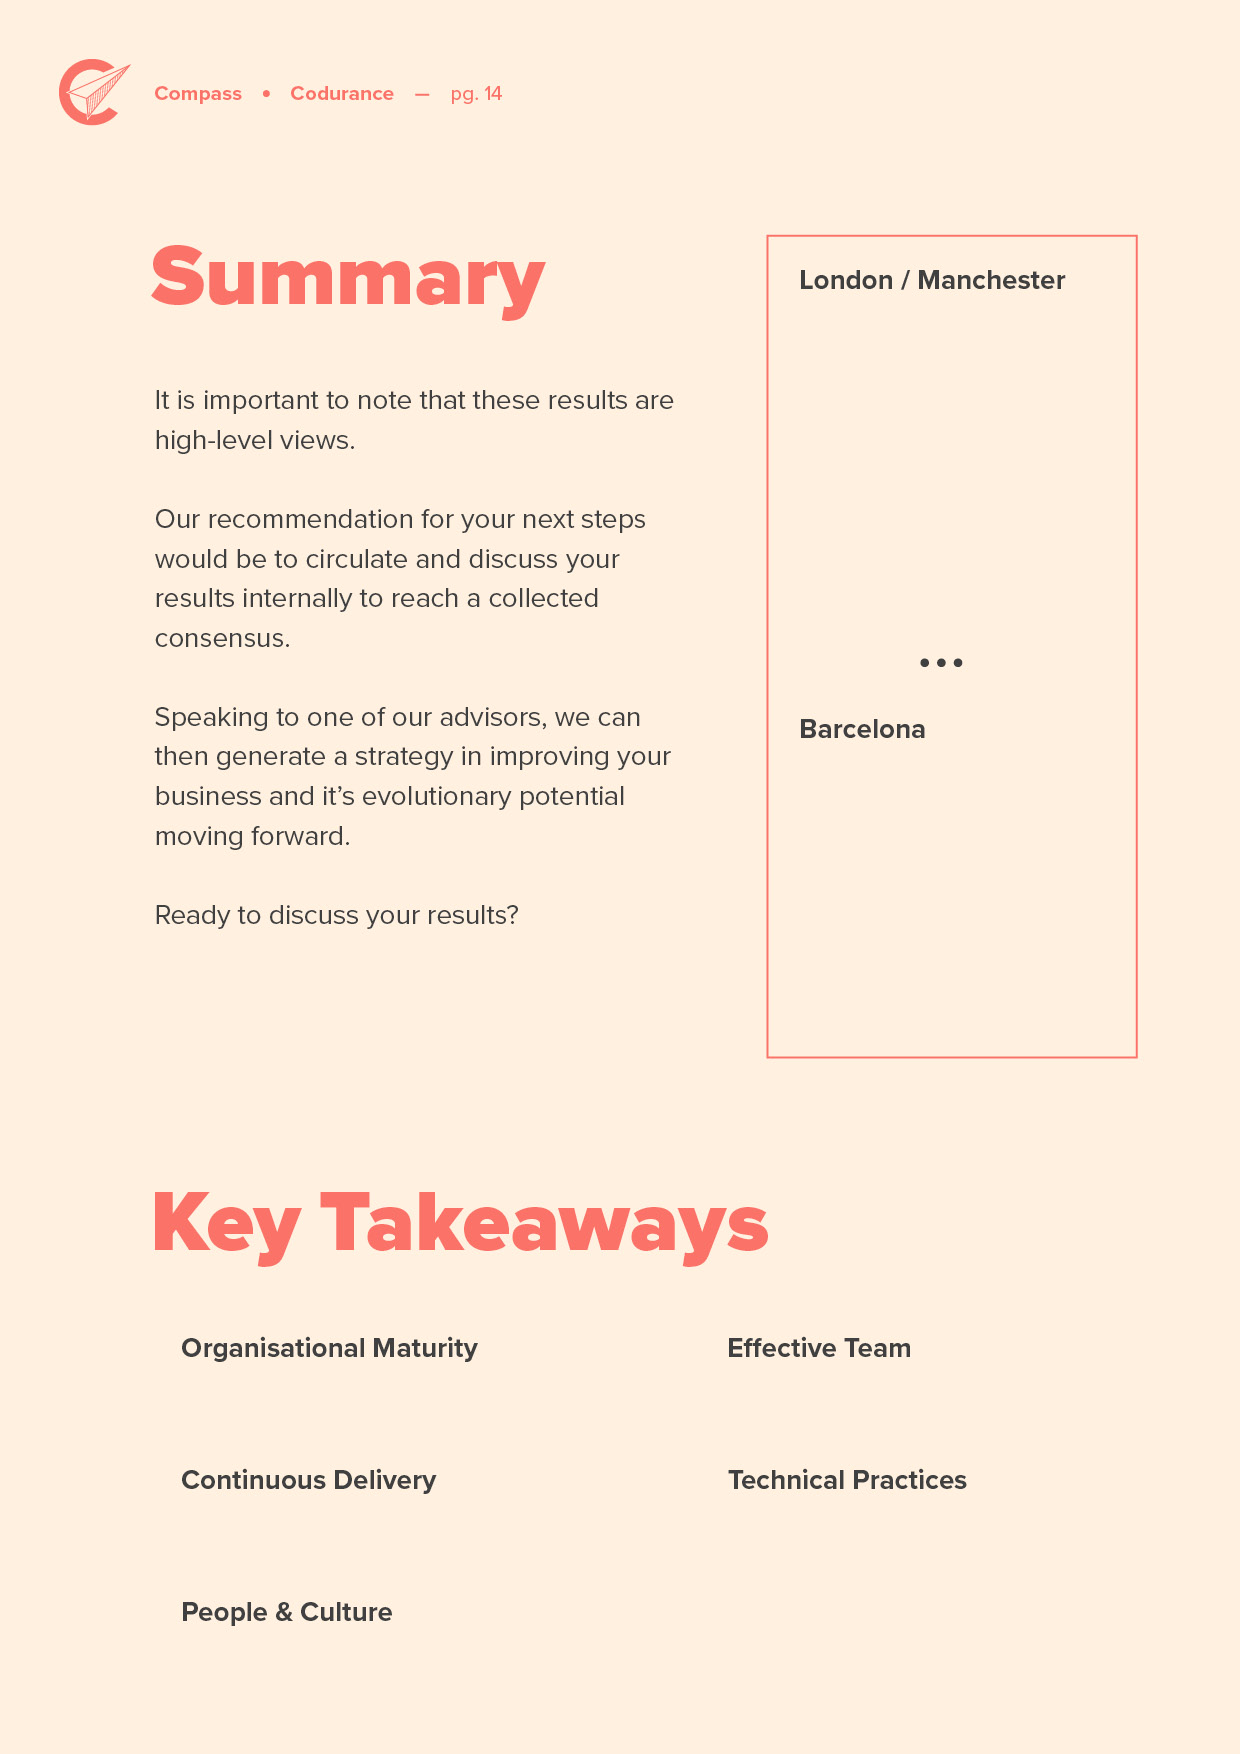 Compass • Codurance — pg. 14
Summary
It is important to note that these results are
high-level views.
Our recommendation for your next steps
would be to circulate and discuss your
results internally to reach a collected
consensus.
Speaking to one of our advisors, we can
then generate a strategy in improving your
business and it’s evolutionary potential
moving forward.
Ready to discuss your results?
London / Manchester
•••
Barcelona
Key Takeaways
Organisational Maturity
Effective Team
Continuous Delivery
Technical Practices
People & Culture